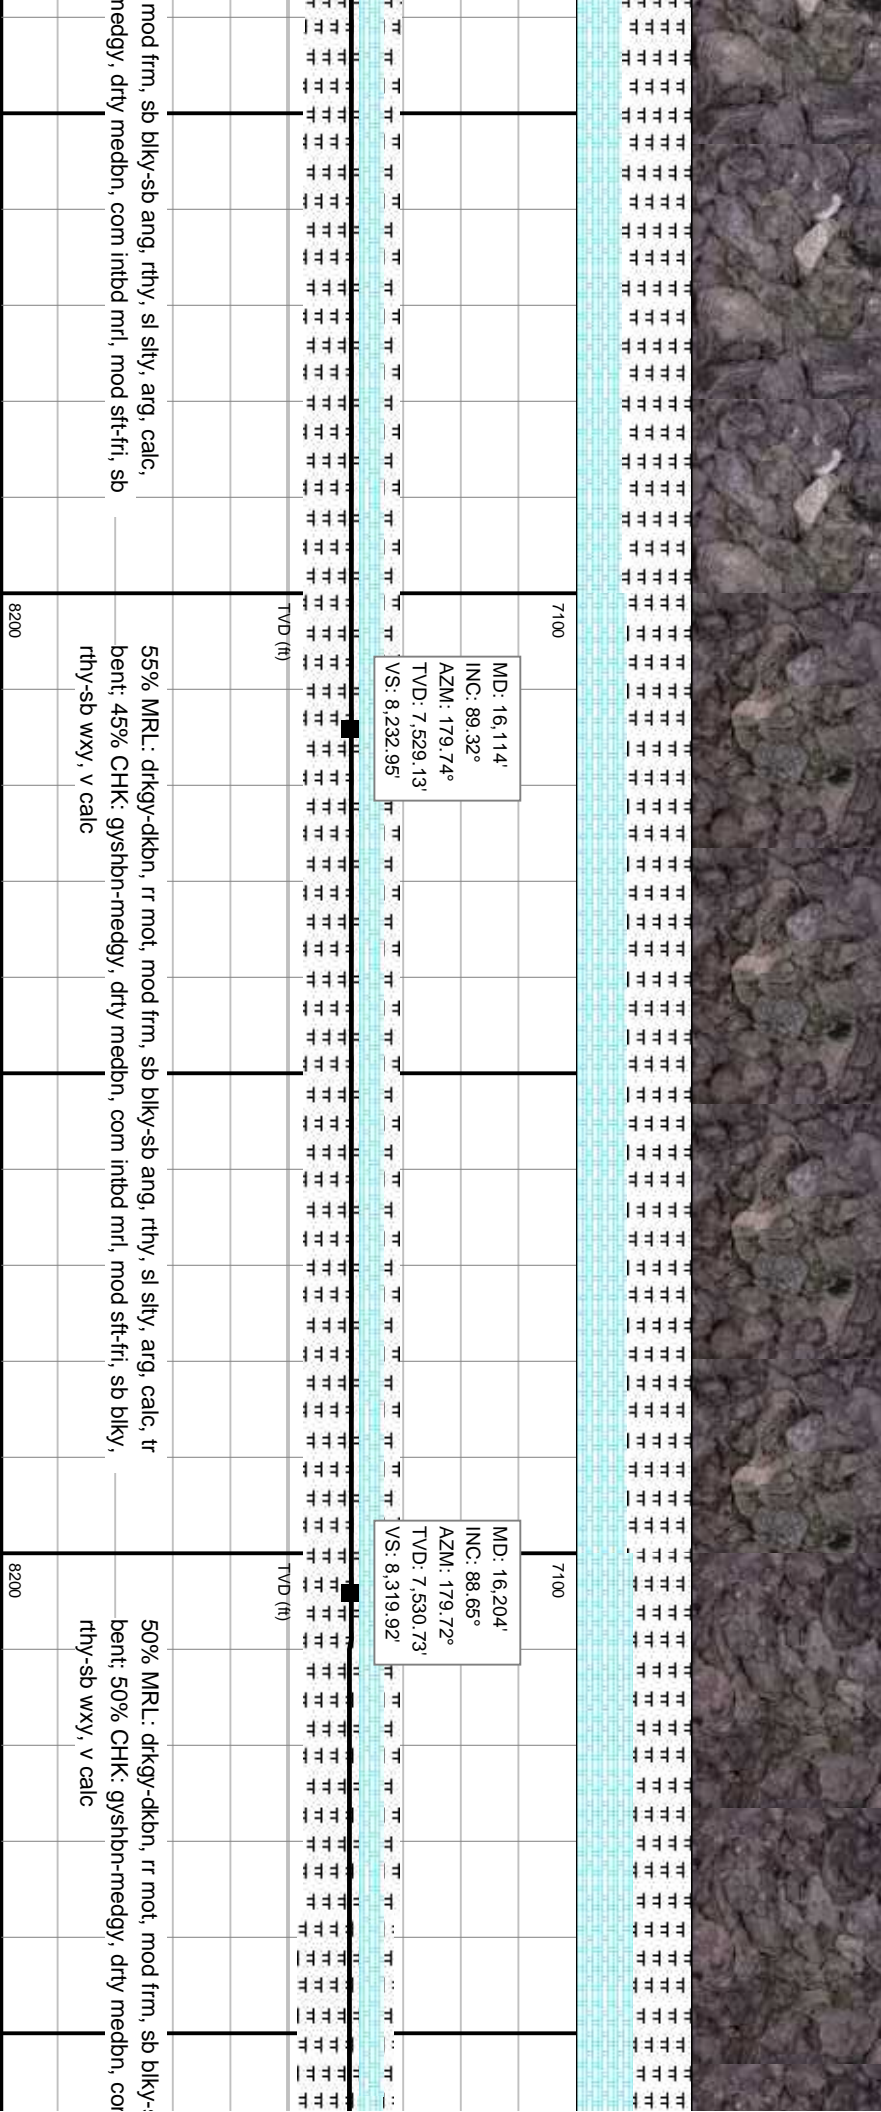 mod frm, sb blky-sb ang, rthy, sl slty, arg, calc,
medgy, drty medbn, com intbd mrl, mod sft-fri, sb
7100
TVD (ft)
8200
MD: 16,114'
INC: 89.32°
AZM: 179.74°
TVD: 7,529.13'
VS: 8,232.95'
55% MRL: drkgy-dkbn, rr mot, mod frm, sb blky-sb ang, rthy, sl slty, arg, calc, tr
bent; 45% CHK: gyshbn-medgy, drty medbn, com intbd mrl, mod sft-fri, sb blky,
rthy-sb wxy, v calc
7100
TVD (ft)
8200
MD: 16,204'
INC: 88.65°
AZM: 179.72°
TVD: 7,530.73'
VS: 8,319.92'
50% MRL: drkgy-dkbn, rr mot, mod frm, sb blky-
bent; 50% CHK: gyshbn-medgy, drty medbn,
rthy-sb wxy, v calc